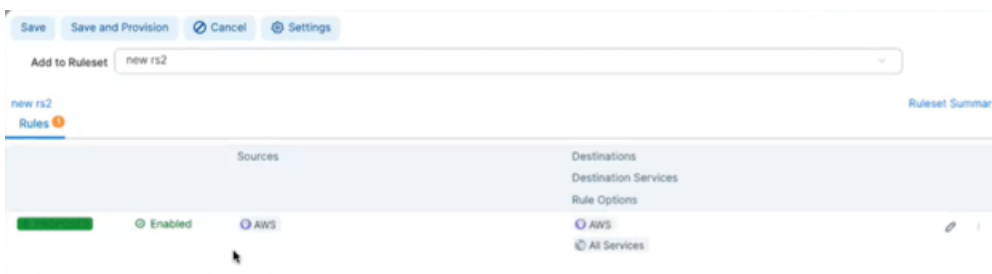 Save Save and Provision Cancel Settings
Add to Ruleset new rs2
new rs2 Ruleset Summar
Rules 1
Sources Destinations
Destination Services
Rule Options
Enabled AWS AWS
All Services